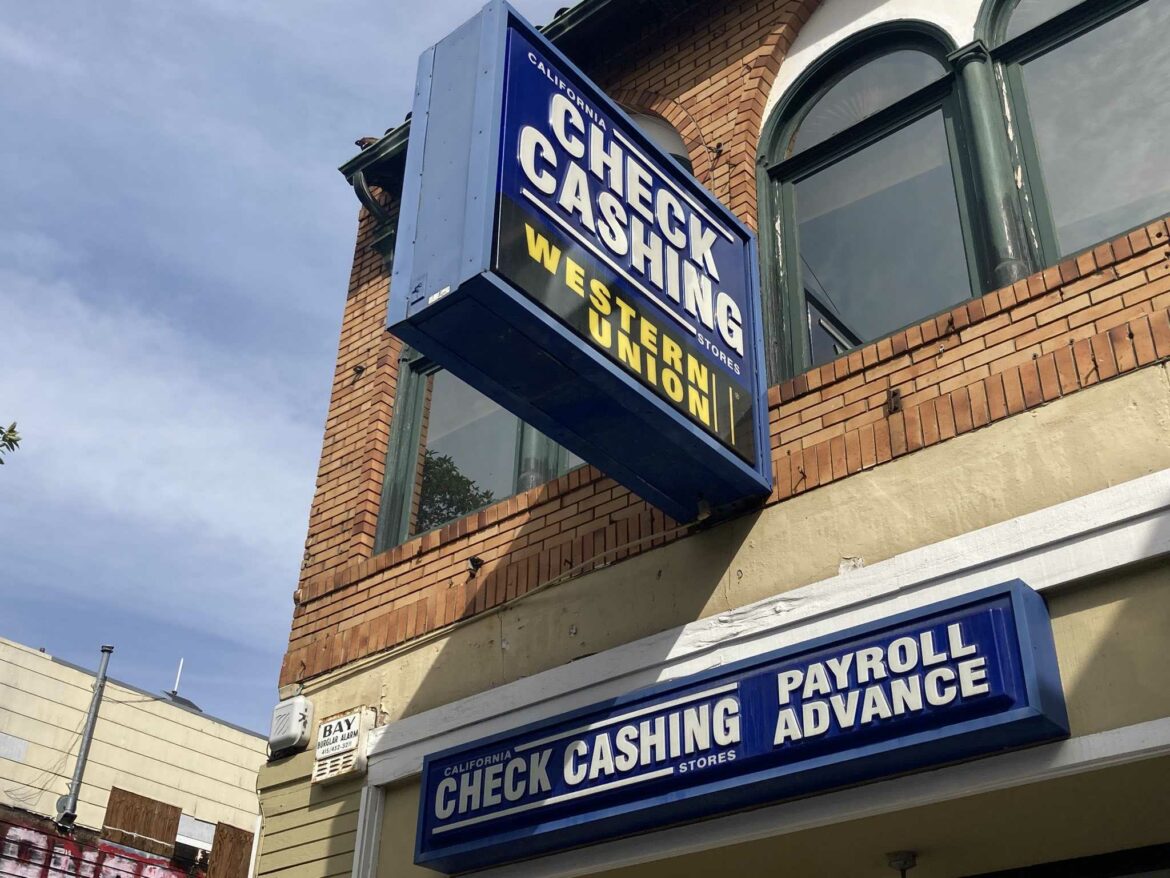 CALIFORNIA
CHECK
CASHING
STORES
WESTERN
UNION
BAY
BURGLAR ALARM
CALIFORNIA
CHECK CASHING
STORES
PAYROLL
ADVANCE